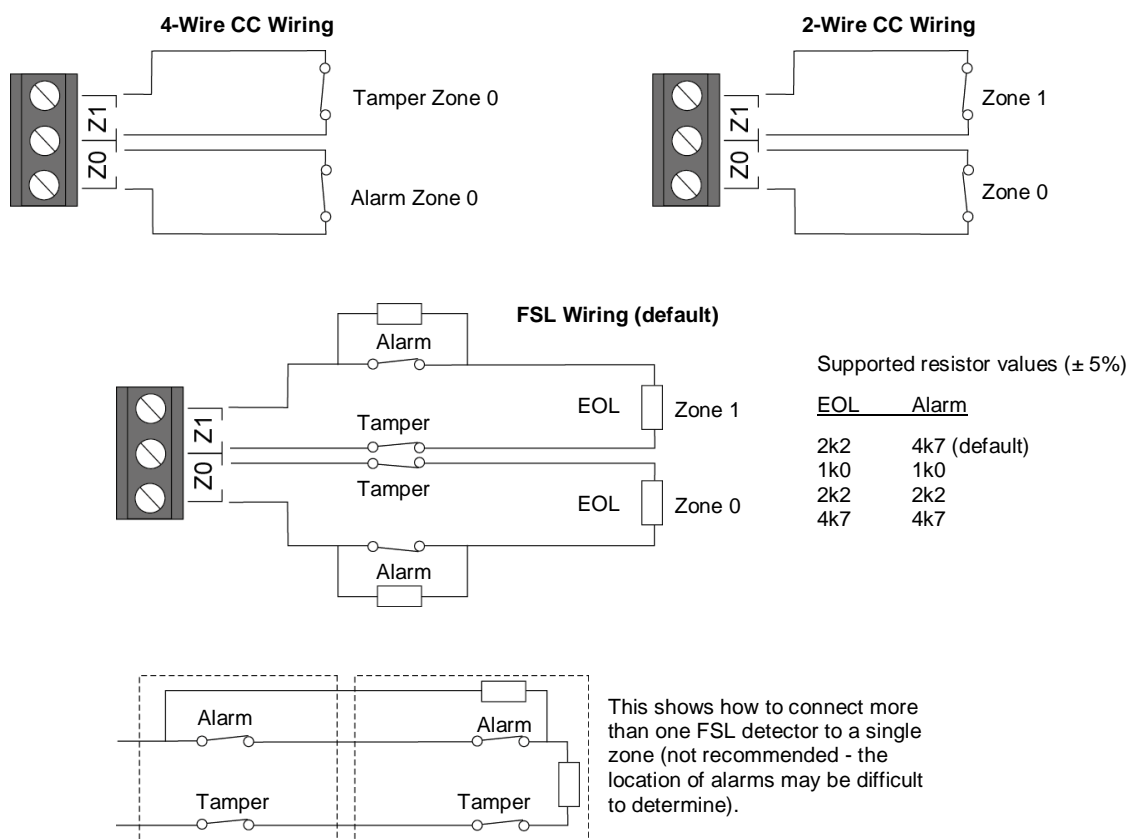 4-Wire CC Wiring
2-Wire CC Wiring
Z1
Z0
Tamper Zone 0
Alarm Zone 0
Z1
Z0
Zone 1
Zone 0
FSL Wiring (default)
Alarm
Z1
Z0
Tamper
Tamper
EOL
Zone 1
EOL
Zone 0
Alarm
Supported resistor values (± 5%)
EOL Alarm
2k2 4k7 (default)
1k0 1k0
2k2 2k2
4k7 4k7
Alarm
Alarm
Tamper
Tamper
This shows how to connect more
than one FSL detector to a single
zone (not recommended - the
location of alarms may be difficult
to determine).